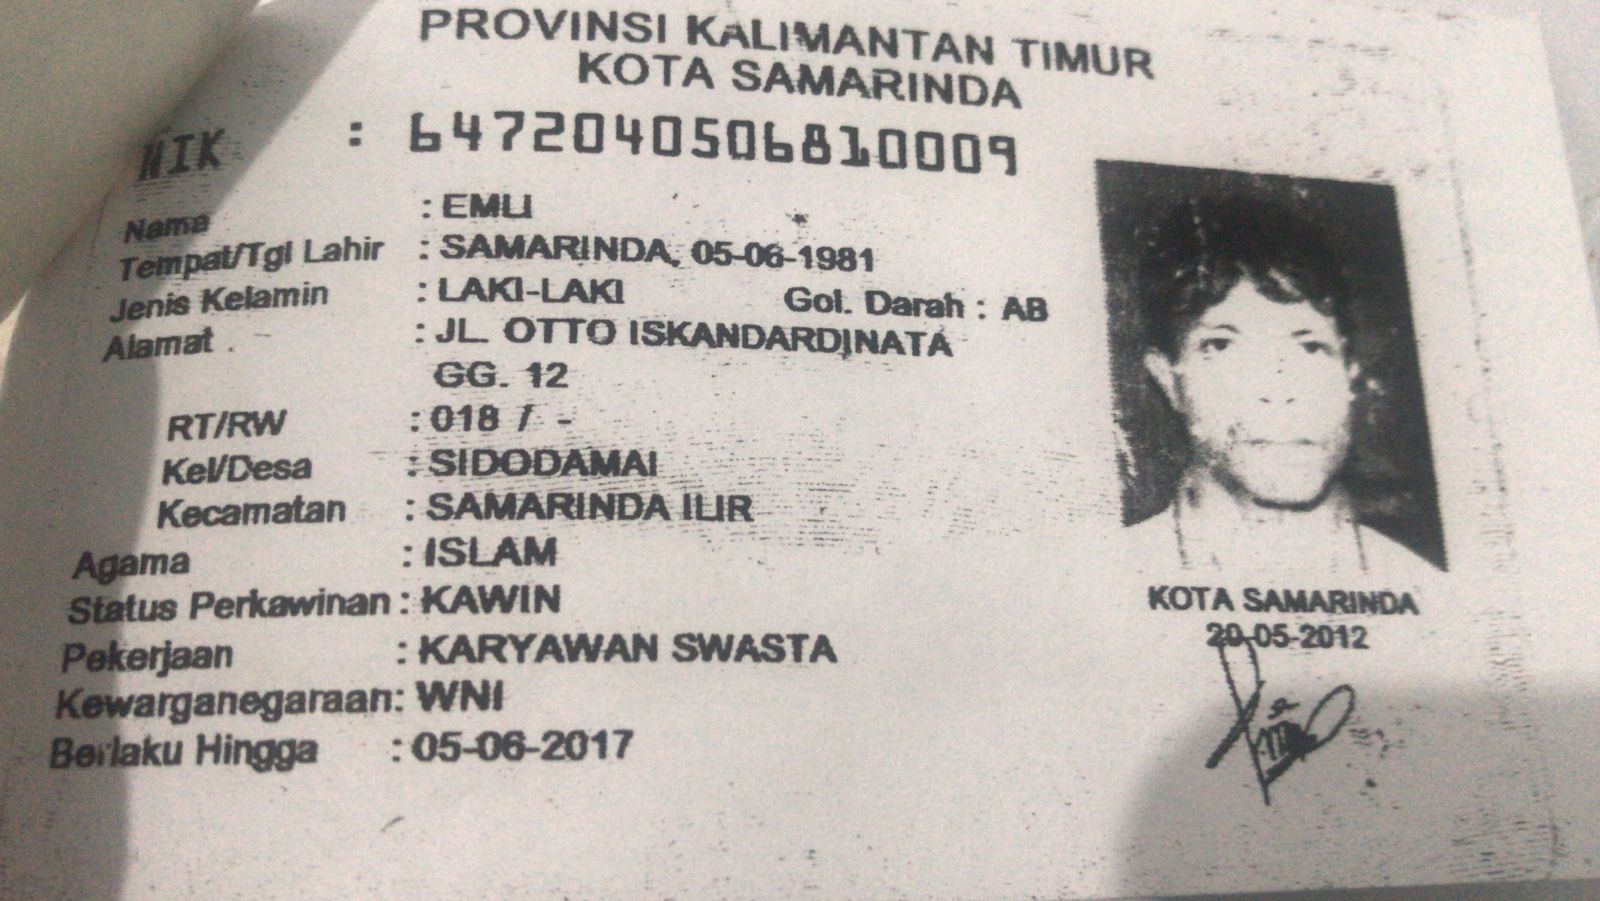 PROVINSI KALIMANTAN TIMUR
KOTA SAMARINDA
NIK : 6472040506810009
Nama : EMLI
Tempat/Tgl Lahir : SAMARINDA, 05-06-1981
Jenis Kelamin : LAKI-LAKI Gol. Darah : AB
Alamat : JL. OTTO ISKANDARDINATA
GG. 12
RT/RW : 018 / -
Kel/Desa : SIDODAMAI
Kecamatan : SAMARINDA ILIR
Agama : ISLAM
Status Perkawinan : KAWIN
Pekerjaan : KARYAWAN SWASTA
Kewarganegaraan: WNI
Berlaku Hingga : 05-06-2017
KOTA SAMARINDA
20-05-2012